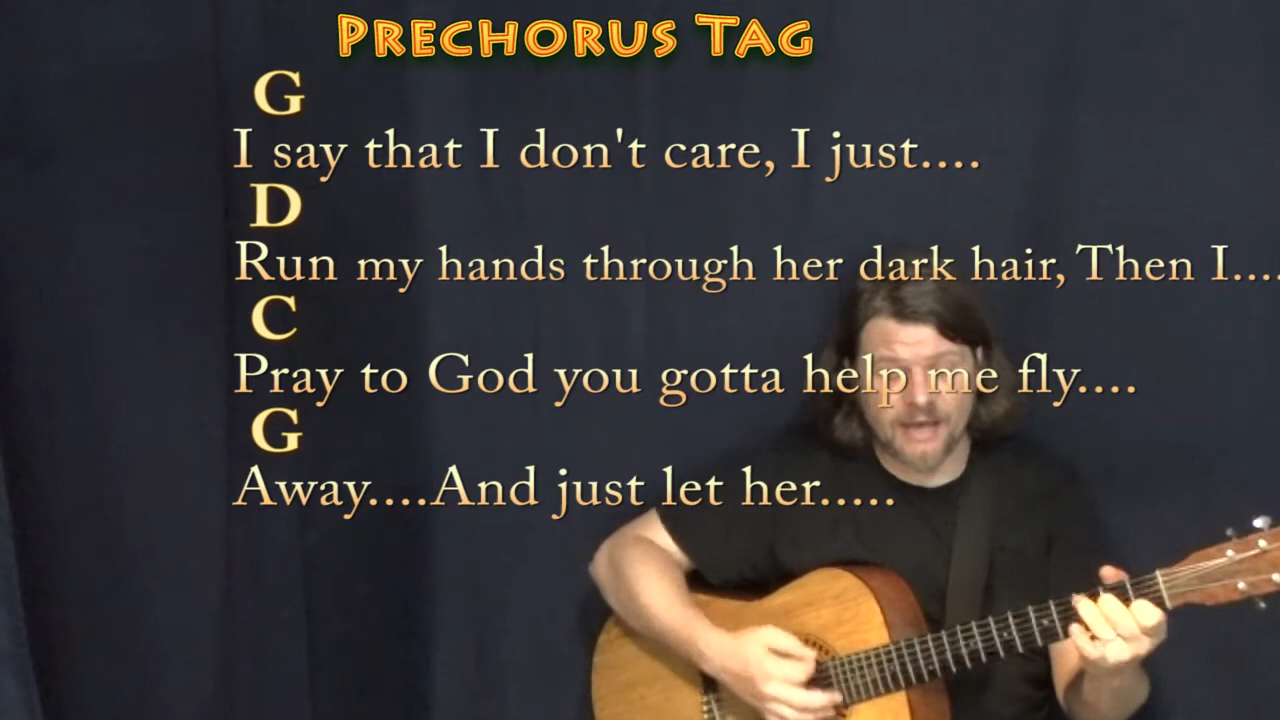 PRECHORUS TAG
G
I say that I don't care, I just....
D
Run my hands through her dark hair, Then I....
C
Pray to God you gotta help me fly....
G
Away....And just let her.....